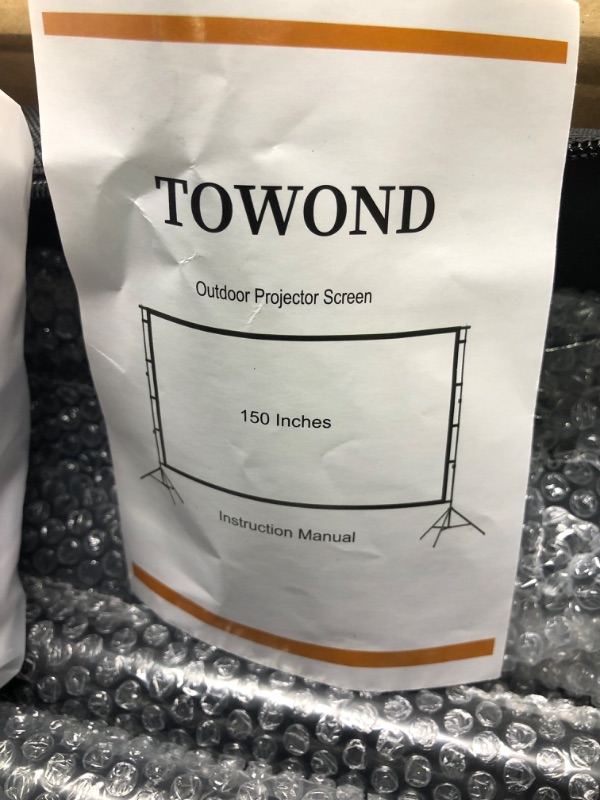 TOWOND
Outdoor Projector Screen
150 Inches
Instruction Manual